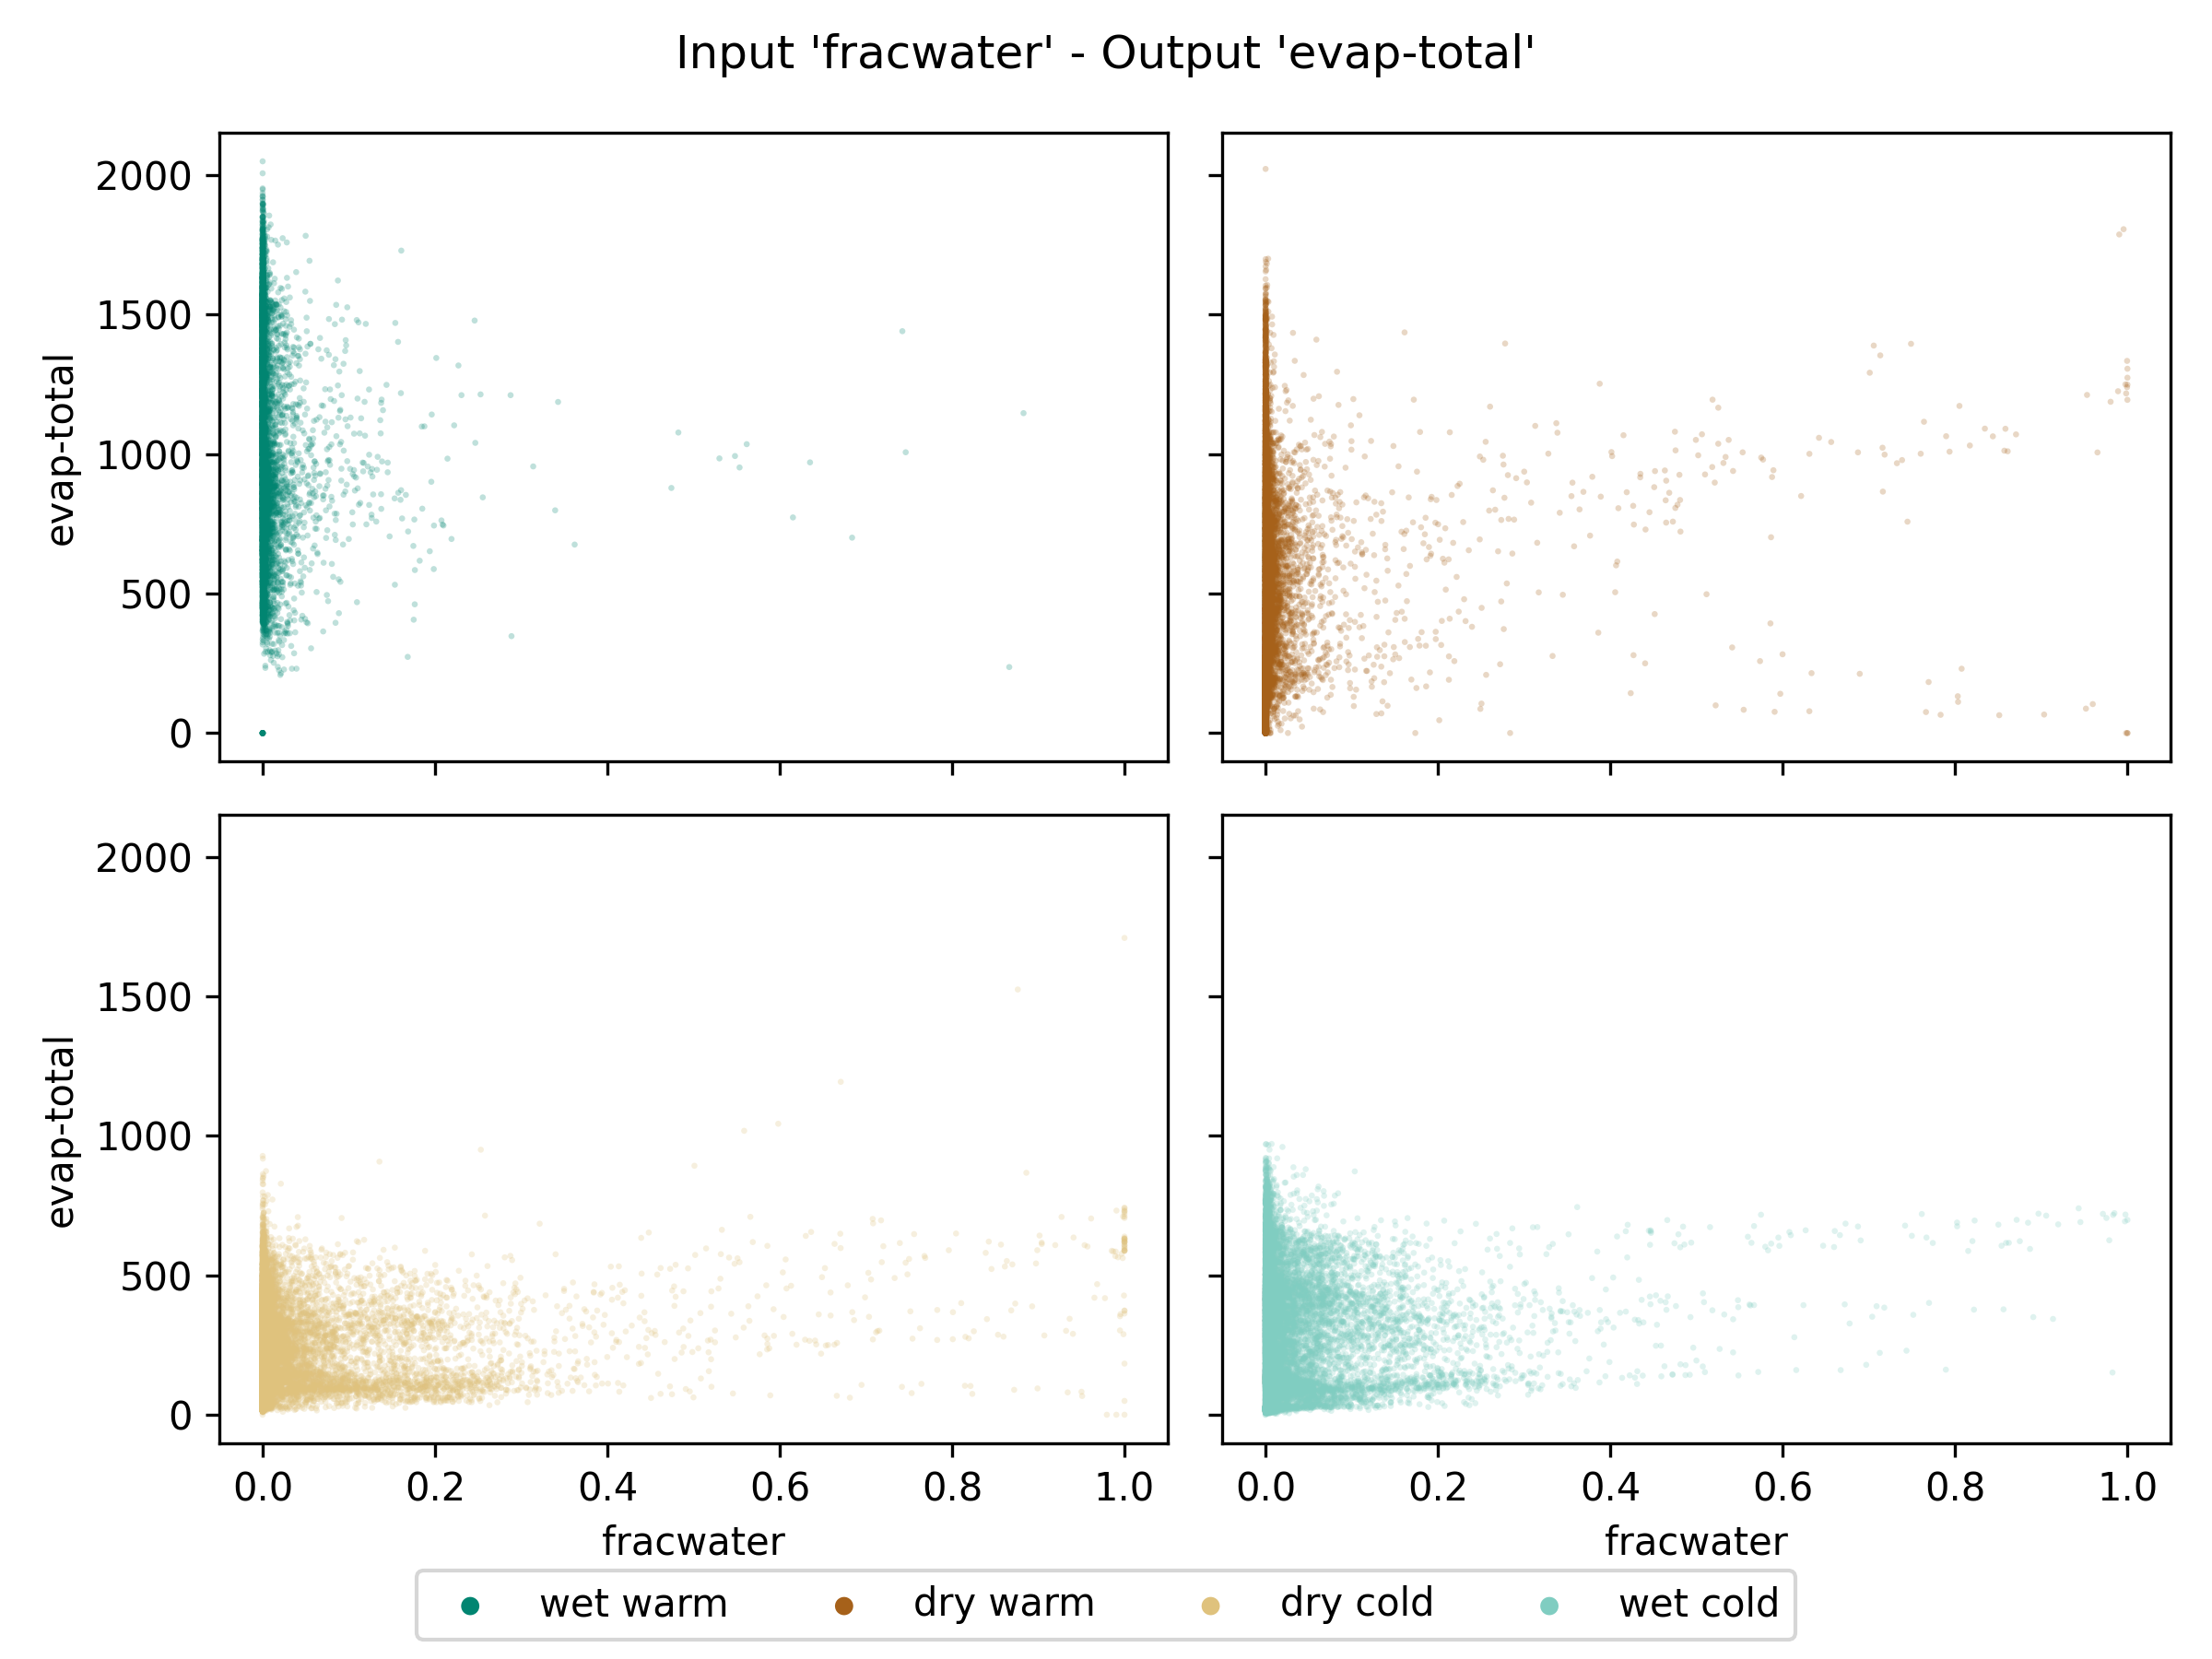 Input 'fracwater' - Output 'evap-total'
2000
1500
1000
500
0
evap-total
2000
1500
1000
500
0
evap-total
0.0 0.2 0.4 0.6 0.8 1.0
fracwater
0.0 0.2 0.4 0.6 0.8 1.0
fracwater
wet warm dry warm dry cold wet cold